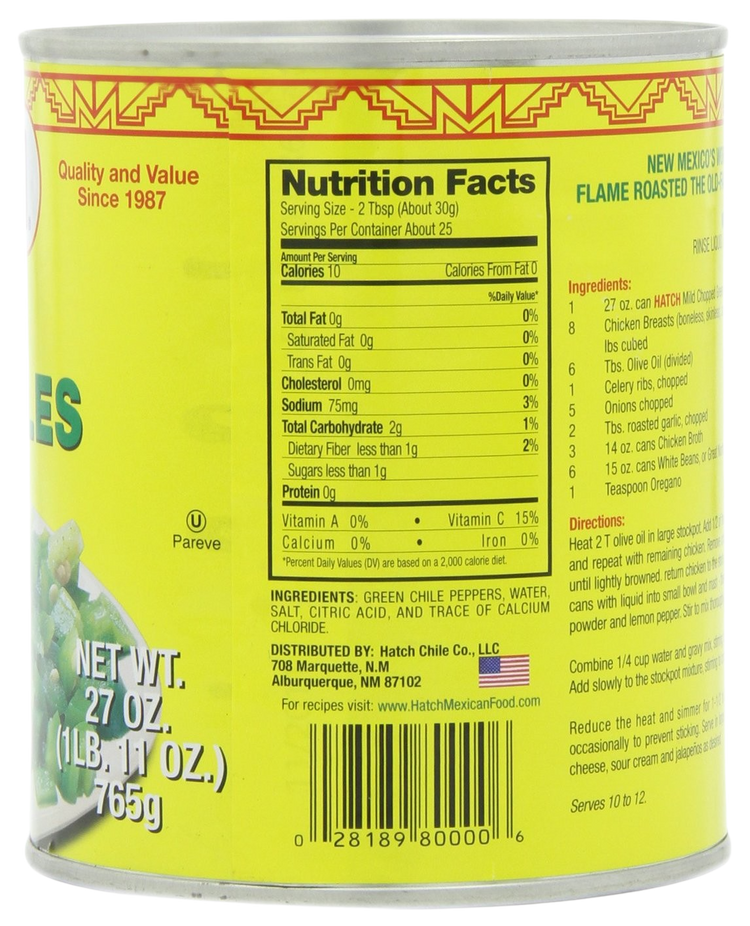 Quality and Value
Since 1987
ES
U
Pareve
NET WT.
27 OZ.
(1LB. 11 OZ.)
765g
Nutrition Facts
Serving Size - 2 Tbsp (About 30g)
Servings Per Container About 25
Amount Per Serving
Calories 10 Calories From Fat 0
%Daily Value*
Total Fat 0g 0%
Saturated Fat 0g 0%
Trans Fat 0g 0%
Cholesterol 0mg 0%
Sodium 75mg 3%
Total Carbohydrate 2g 1%
Dietary Fiber less than 1g 2%
Sugars less than 1g
Protein 0g
Vitamin A 0% • Vitamin C 15%
Calcium 0% • Iron 0%
*Percent Daily Values (DV) are based on a 2,000 calorie diet.
INGREDIENTS: GREEN CHILE PEPPERS, WATER,
SALT, CITRIC ACID, AND TRACE OF CALCIUM
CHLORIDE.
DISTRIBUTED BY: Hatch Chile Co., LLC
708 Marquette, N.M
Alburquerque, NM 87102
For recipes visit: www.HatchMexicanFood.com
0 28189 80000 6
NEW MEXICO'S
FLAME ROASTED THE OLD-
RINSE
Ingredients:
1 27 oz. can HATCH Mild Chopped
8 Chicken Breasts (boneless,
lbs cubed
6 Tbs. Olive Oil (divided)
1 Celery ribs, chopped
5 Onions chopped
2 Tbs. roasted garlic, chopped
3 14 oz. cans Chicken Broth
6 15 oz. cans White Beans, or
1 Teaspoon Oregano
Directions:
Heat 2 T olive oil in large stockpot. Add
and repeat with remaining chicken.
until lightly browned, return chicken to
cans with liquid into small bowl and
powder and lemon pepper. Stir to mix
Combine 1/4 cup water and gravy mix,
Add slowly to the stockpot mixture, stirring
Reduce the heat and simmer for
occasionally to prevent sticking. Serve
cheese, sour cream and jalapeños as
Serves 10 to 12.